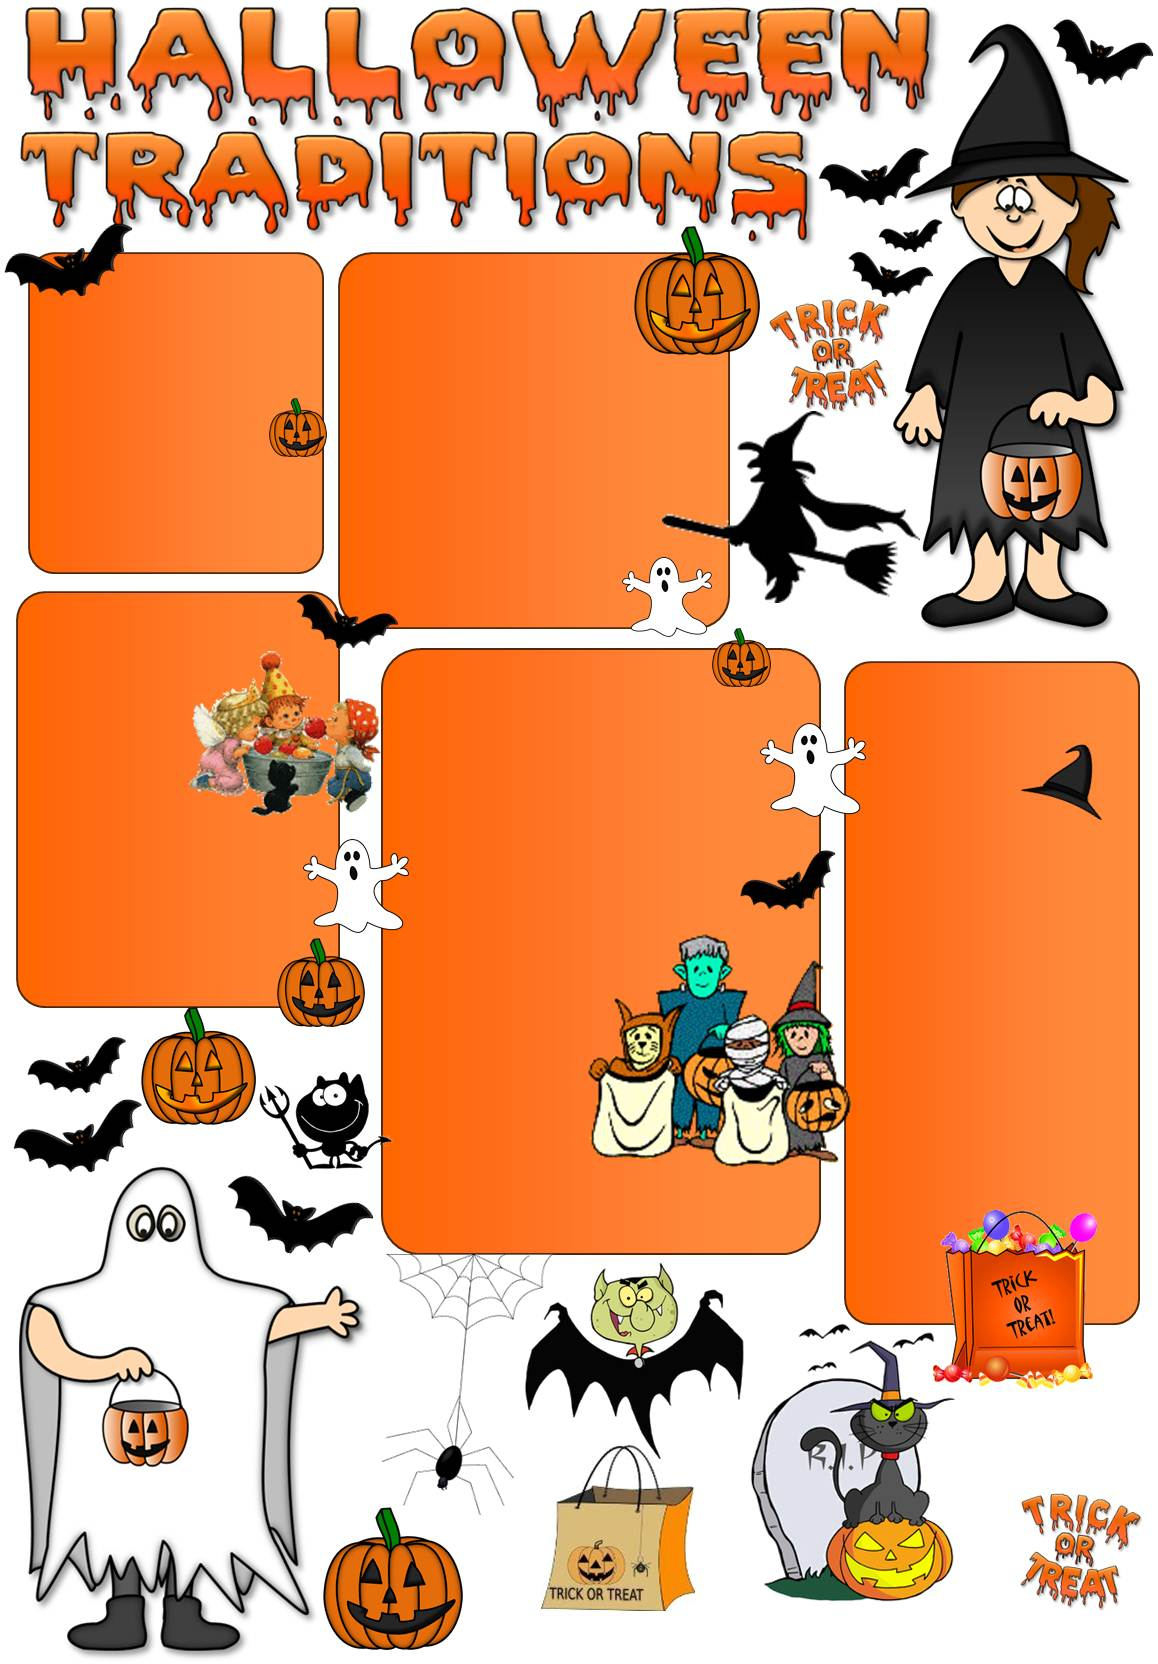 HALLOWEEN
TRADITIONS
TRICK
OR
TREAT
TRICK
OR
TREAT!
R.I.P
TRICK OR TREAT
TRICK
OR
TREAT